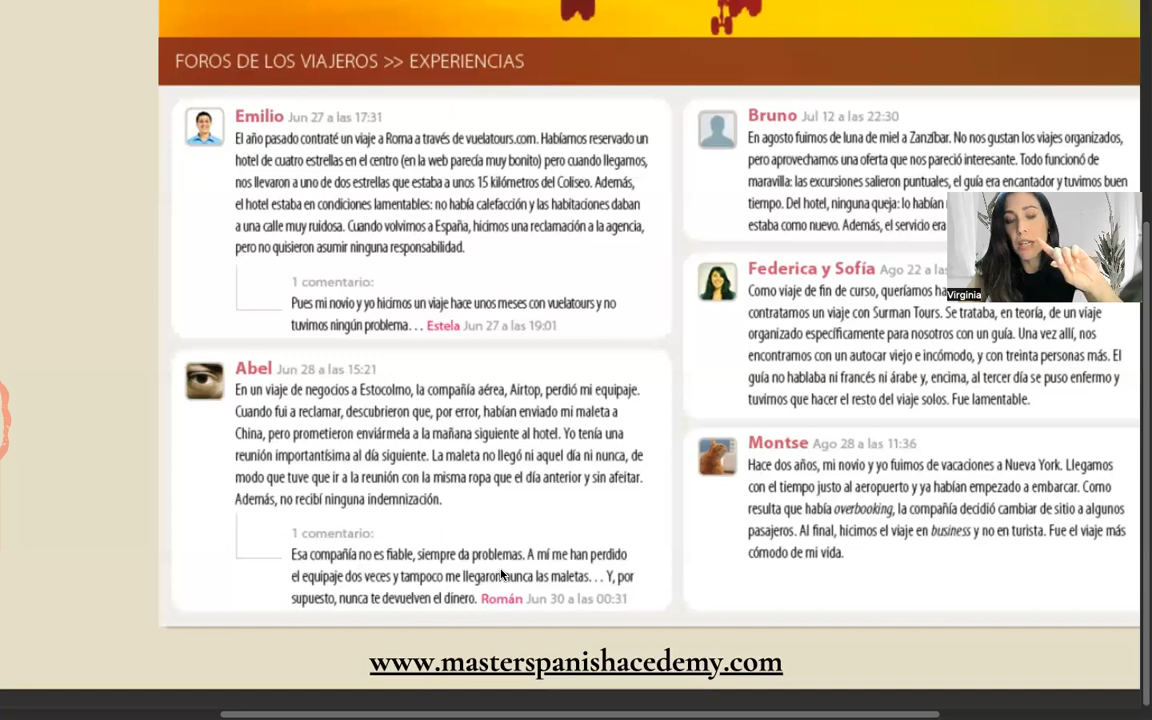 FOROS DE LOS VIAJEROS >> EXPERIENCIAS
Emilio Jun 27 a las 17:31
El año pasado contraté un viaje a Roma a través de vuelatours.com. Habíamos reservado un
hotel de cuatro estrellas en el centro (en la web parecía muy bonito) pero cuando llegamos,
nos llevaron a uno de dos estrellas que estaba a unos 15 kilómetros del Coliseo. Además,
el hotel estaba en condiciones lamentables: no había calefacción y las habitaciones daban
a una calle muy ruidosa. Cuando volvimos a España, hicimos una reclamación a la agencia,
pero no quisieron asumir ninguna responsabilidad.
1 comentario:
Pues mi novio y yo hicimos un viaje hace unos meses con vuelatours y no
tuvimos ningún problema... Estela Jun 27 a las 19:01
Abel Jun 28 a las 15:21
En un viaje de negocios a Estocolmo, la compañía aérea, Airtop, perdió mi equipaje.
Cuando fui a reclamar, descubrieron que, por error, habían enviado mi maleta a
China, pero prometieron enviármela a la mañana siguiente al hotel. Yo tenía una
reunión importantísima al día siguiente. La maleta no llegó ni aquel día ni nunca, de
modo que tuve que ir a la reunión con la misma ropa que el día anterior y sin afeitar.
Además, no recibí ninguna indemnización.
1 comentario:
Esa compañía no es fiable, siempre da problemas. A mí me han perdido
el equipaje dos veces y tampoco me llegaron nunca las maletas... Y, por
supuesto, nunca te devuelven el dinero. Román Jun 30 a las 00:31
Bruno Jul 12 a las 22:30
En agosto fuimos de luna de miel a Zanzíbar. No nos gustan los viajes organizados,
pero aprovechamos una oferta que nos pareció interesante. Todo funcionó de
maravilla: las excursiones salieron puntuales, el guía era encantador y tuvimos buen
tiempo. Del hotel, ninguna queja: lo habían
estaba como nuevo. Además, el servicio era
Federica y Sofía Ago 22 a las
Como viaje de fin de curso, queríamos
contratamos un viaje con Surman Tours. Se trataba, en teoría, de un viaje
organizado específicamente para nosotros con un guía. Una vez allí, nos
encontramos con un autocar viejo e incómodo, y con treinta personas más. El
guía no hablaba ni francés ni árabe y, encima, al tercer día se puso enfermo y
tuvimos que hacer el resto del viaje solos. Fue lamentable.
Montse Ago 28 a las 11:36
Hace dos años, mi novio y yo fuimos de vacaciones a Nueva York. Llegamos
con el tiempo justo al aeropuerto y ya habían empezado a embarcar. Como
resulta que había overbooking, la compañía decidió cambiar de sitio a algunos
pasajeros. Al final, hicimos el viaje en business y no en turista. Fue el viaje más
cómodo de mi vida.
Virginia
www.masterspanishacedemy.com